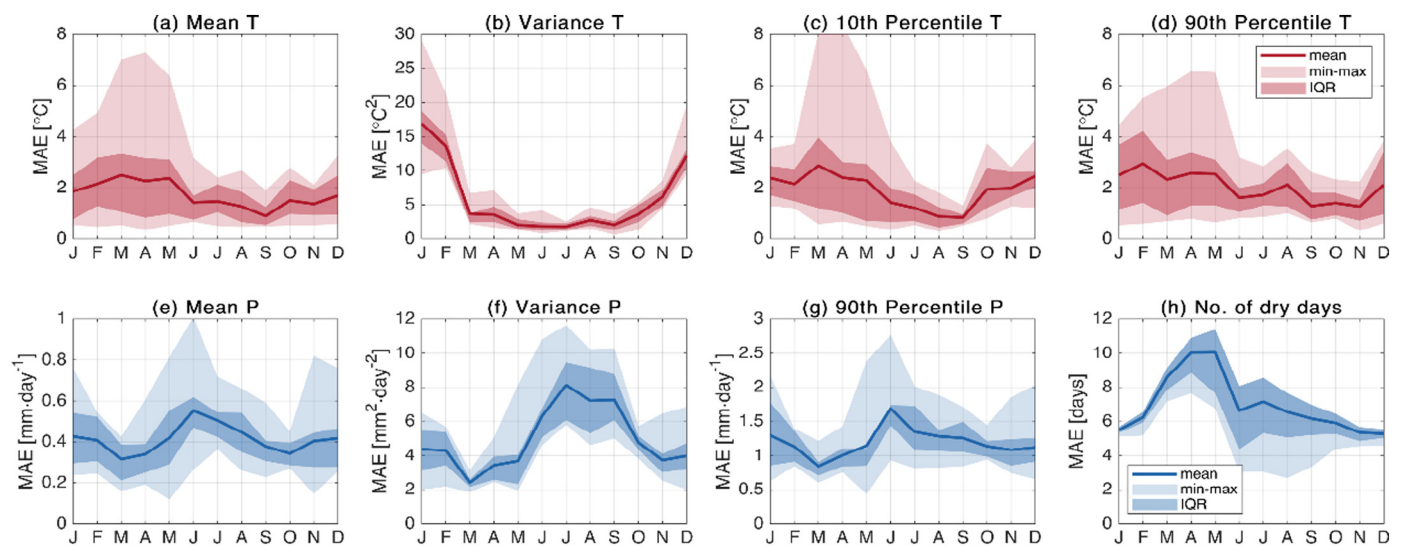 (a) Mean T
(b) Variance T
(c) 10th Percentile T
(d) 90th Percentile T
MAE [°C]
8
6
4
2
0
J F M A M J J A S O N D
MAE [°C²]
30
25
20
15
10
5
0
J F M A M J J A S O N D
MAE [°C]
8
6
4
2
0
J F M A M J J A S O N D
MAE [°C]
8
6
4
2
0
J F M A M J J A S O N D
mean
min-max
IQR
(e) Mean P
(f) Variance P
(g) 90th Percentile P
(h) No. of dry days
MAE [mm·day⁻¹]
1
0.8
0.6
0.4
0.2
0
J F M A M J J A S O N D
MAE [mm²·day⁻²]
12
10
8
6
4
2
0
J F M A M J J A S O N D
MAE [mm·day⁻¹]
3
2.5
2
1.5
1
0.5
0
J F M A M J J A S O N D
MAE [days]
12
10
8
6
4
2
0
J F M A M J J A S O N D
mean
min-max
IQR